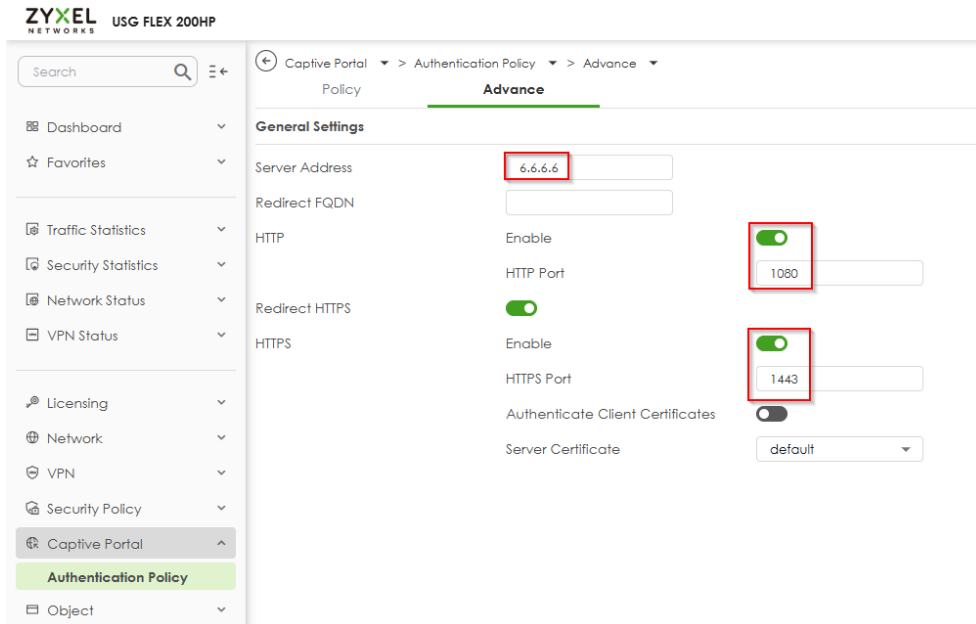 ZYXEL
NETWORKS
USG FLEX 200HP
Search
Dashboard
Favorites
Traffic Statistics
Security Statistics
Network Status
VPN Status
Licensing
Network
VPN
Security Policy
Captive Portal
Authentication Policy
Object
Captive Portal > Authentication Policy > Advance
Policy Advance
General Settings
Server Address 6.6.6.6
Redirect FQDN
HTTP Enable
HTTP Port 1080
Redirect HTTPS
HTTPS Enable
HTTPS Port 1443
Authenticate Client Certificates
Server Certificate default